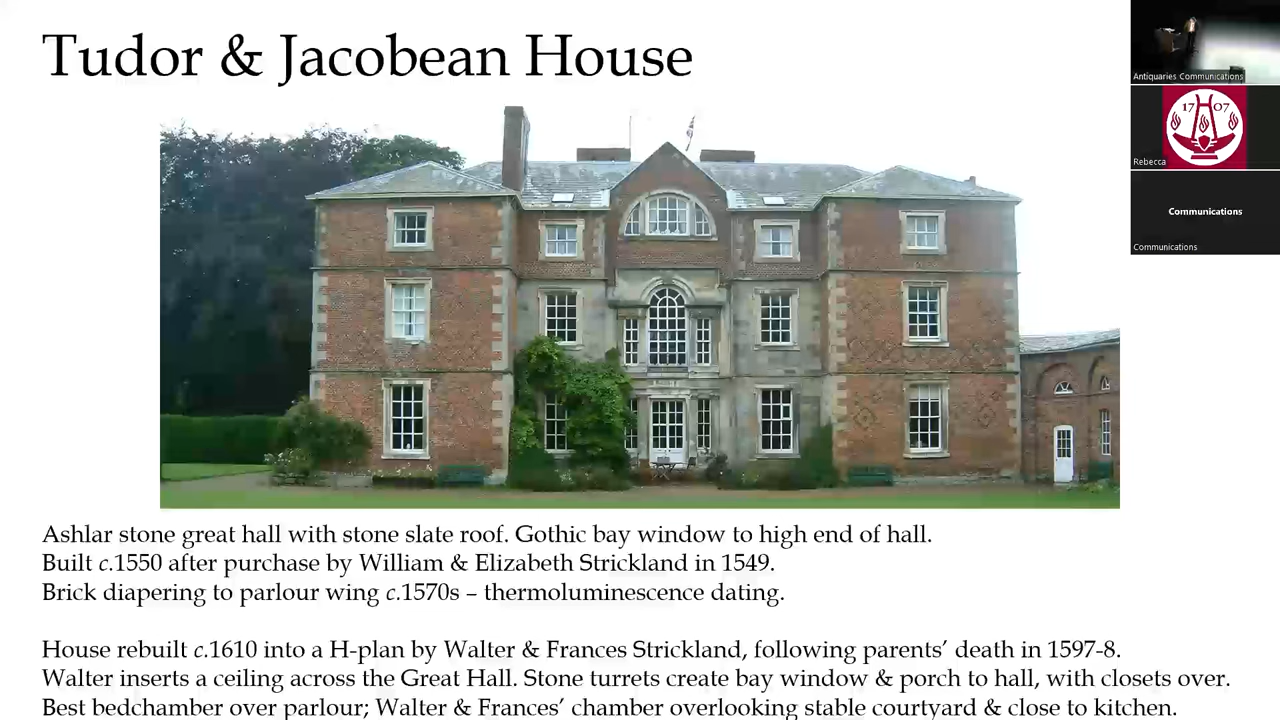 Tudor & Jacobean House
Antiquaries Communications
17 07
Rebecca
Communications
Communications
Ashlar stone great hall with stone slate roof. Gothic bay window to high end of hall.
Built c.1550 after purchase by William & Elizabeth Strickland in 1549.
Brick diapering to parlour wing c.1570s – thermoluminescence dating.
House rebuilt c.1610 into a H-plan by Walter & Frances Strickland, following parents’ death in 1597-8.
Walter inserts a ceiling across the Great Hall. Stone turrets create bay window & porch to hall, with closets over.
Best bedchamber over parlour; Walter & Frances’ chamber overlooking stable courtyard & close to kitchen.